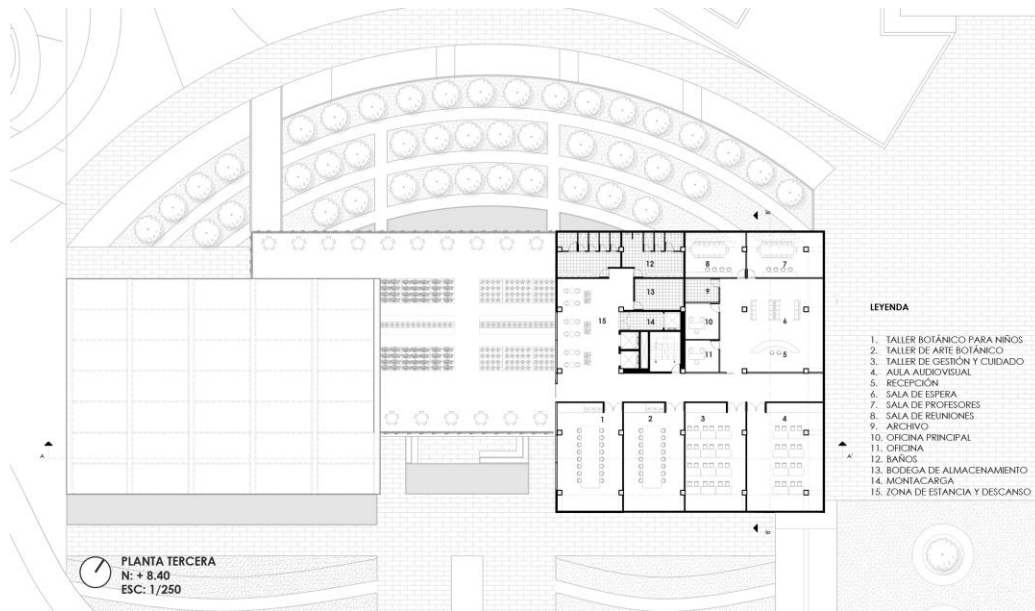 8
7
12
9
13
10
6
15
14
11
5
1
2
3
4
A
A'
LEYENDA
1. TALLER BOTÁNICO PARA NIÑOS
2. TALLER DE ARTE BOTÁNICO
3. TALLER DE GESTIÓN Y CUIDADO
4. AULA AUDIOVISUAL
5. RECEPCIÓN
6. SALA DE ESPERA
7. SALA DE PROFESORES
8. SALA DE REUNIONES
9. ARCHIVO
10. OFICINA PRINCIPAL
11. OFICINA
12. BAÑOS
13. BODEGA DE ALMACENAMIENTO
14. MONTACARGA
15. ZONA DE ESTANCIA Y DESCANSO
PLANTA TERCERA
N: + 8.40
ESC: 1/250